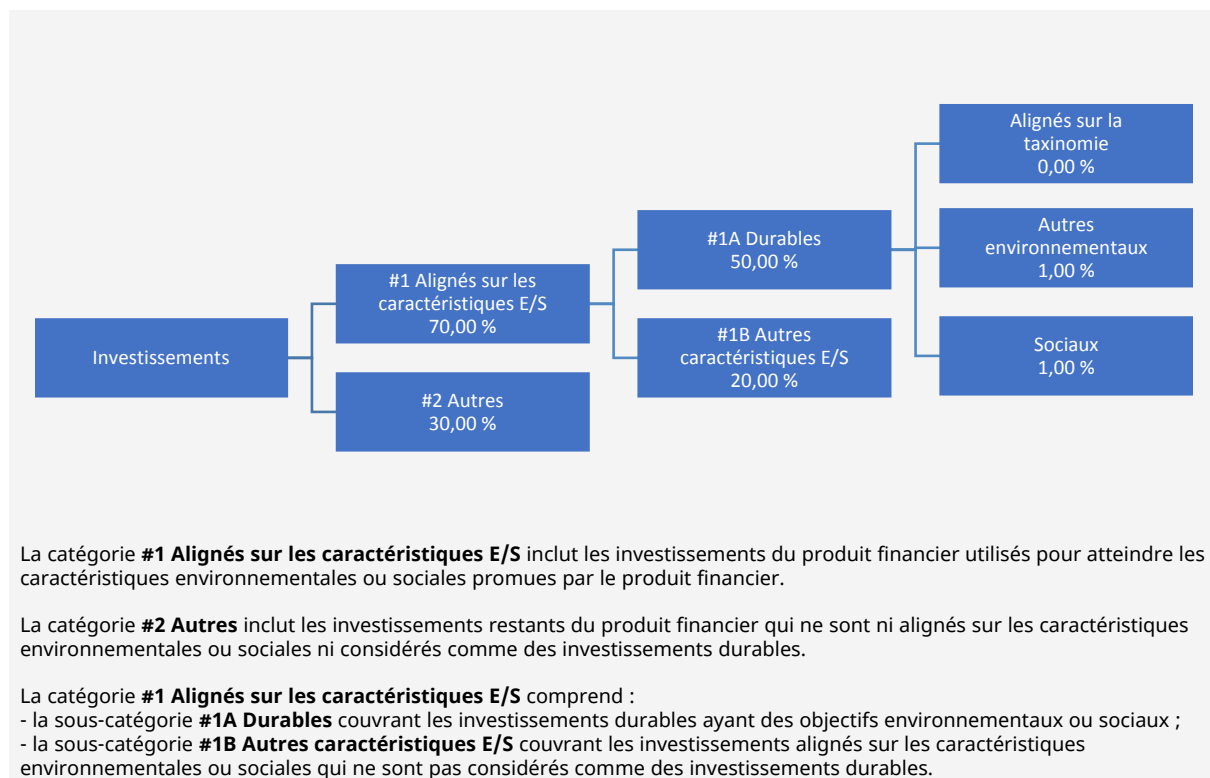 Investissements
#1 Alignés sur les
caractéristiques E/S
70,00 %
#2 Autres
30,00 %
#1A Durables
50,00 %
#1B Autres
caractéristiques E/S
20,00 %
Alignés sur la
taxinomie
0,00 %
Autres
environnementaux
1,00 %
Sociaux
1,00 %
La catégorie #1 Alignés sur les caractéristiques E/S inclut les investissements du produit financier utilisés pour atteindre les
caractéristiques environnementales ou sociales promues par le produit financier.
La catégorie #2 Autres inclut les investissements restants du produit financier qui ne sont ni alignés sur les caractéristiques
environnementales ou sociales ni considérés comme des investissements durables.
La catégorie #1 Alignés sur les caractéristiques E/S comprend :
- la sous-catégorie #1A Durables couvrant les investissements durables ayant des objectifs environnementaux ou sociaux ;
- la sous-catégorie #1B Autres caractéristiques E/S couvrant les investissements alignés sur les caractéristiques
environnementales ou sociales qui ne sont pas considérés comme des investissements durables.